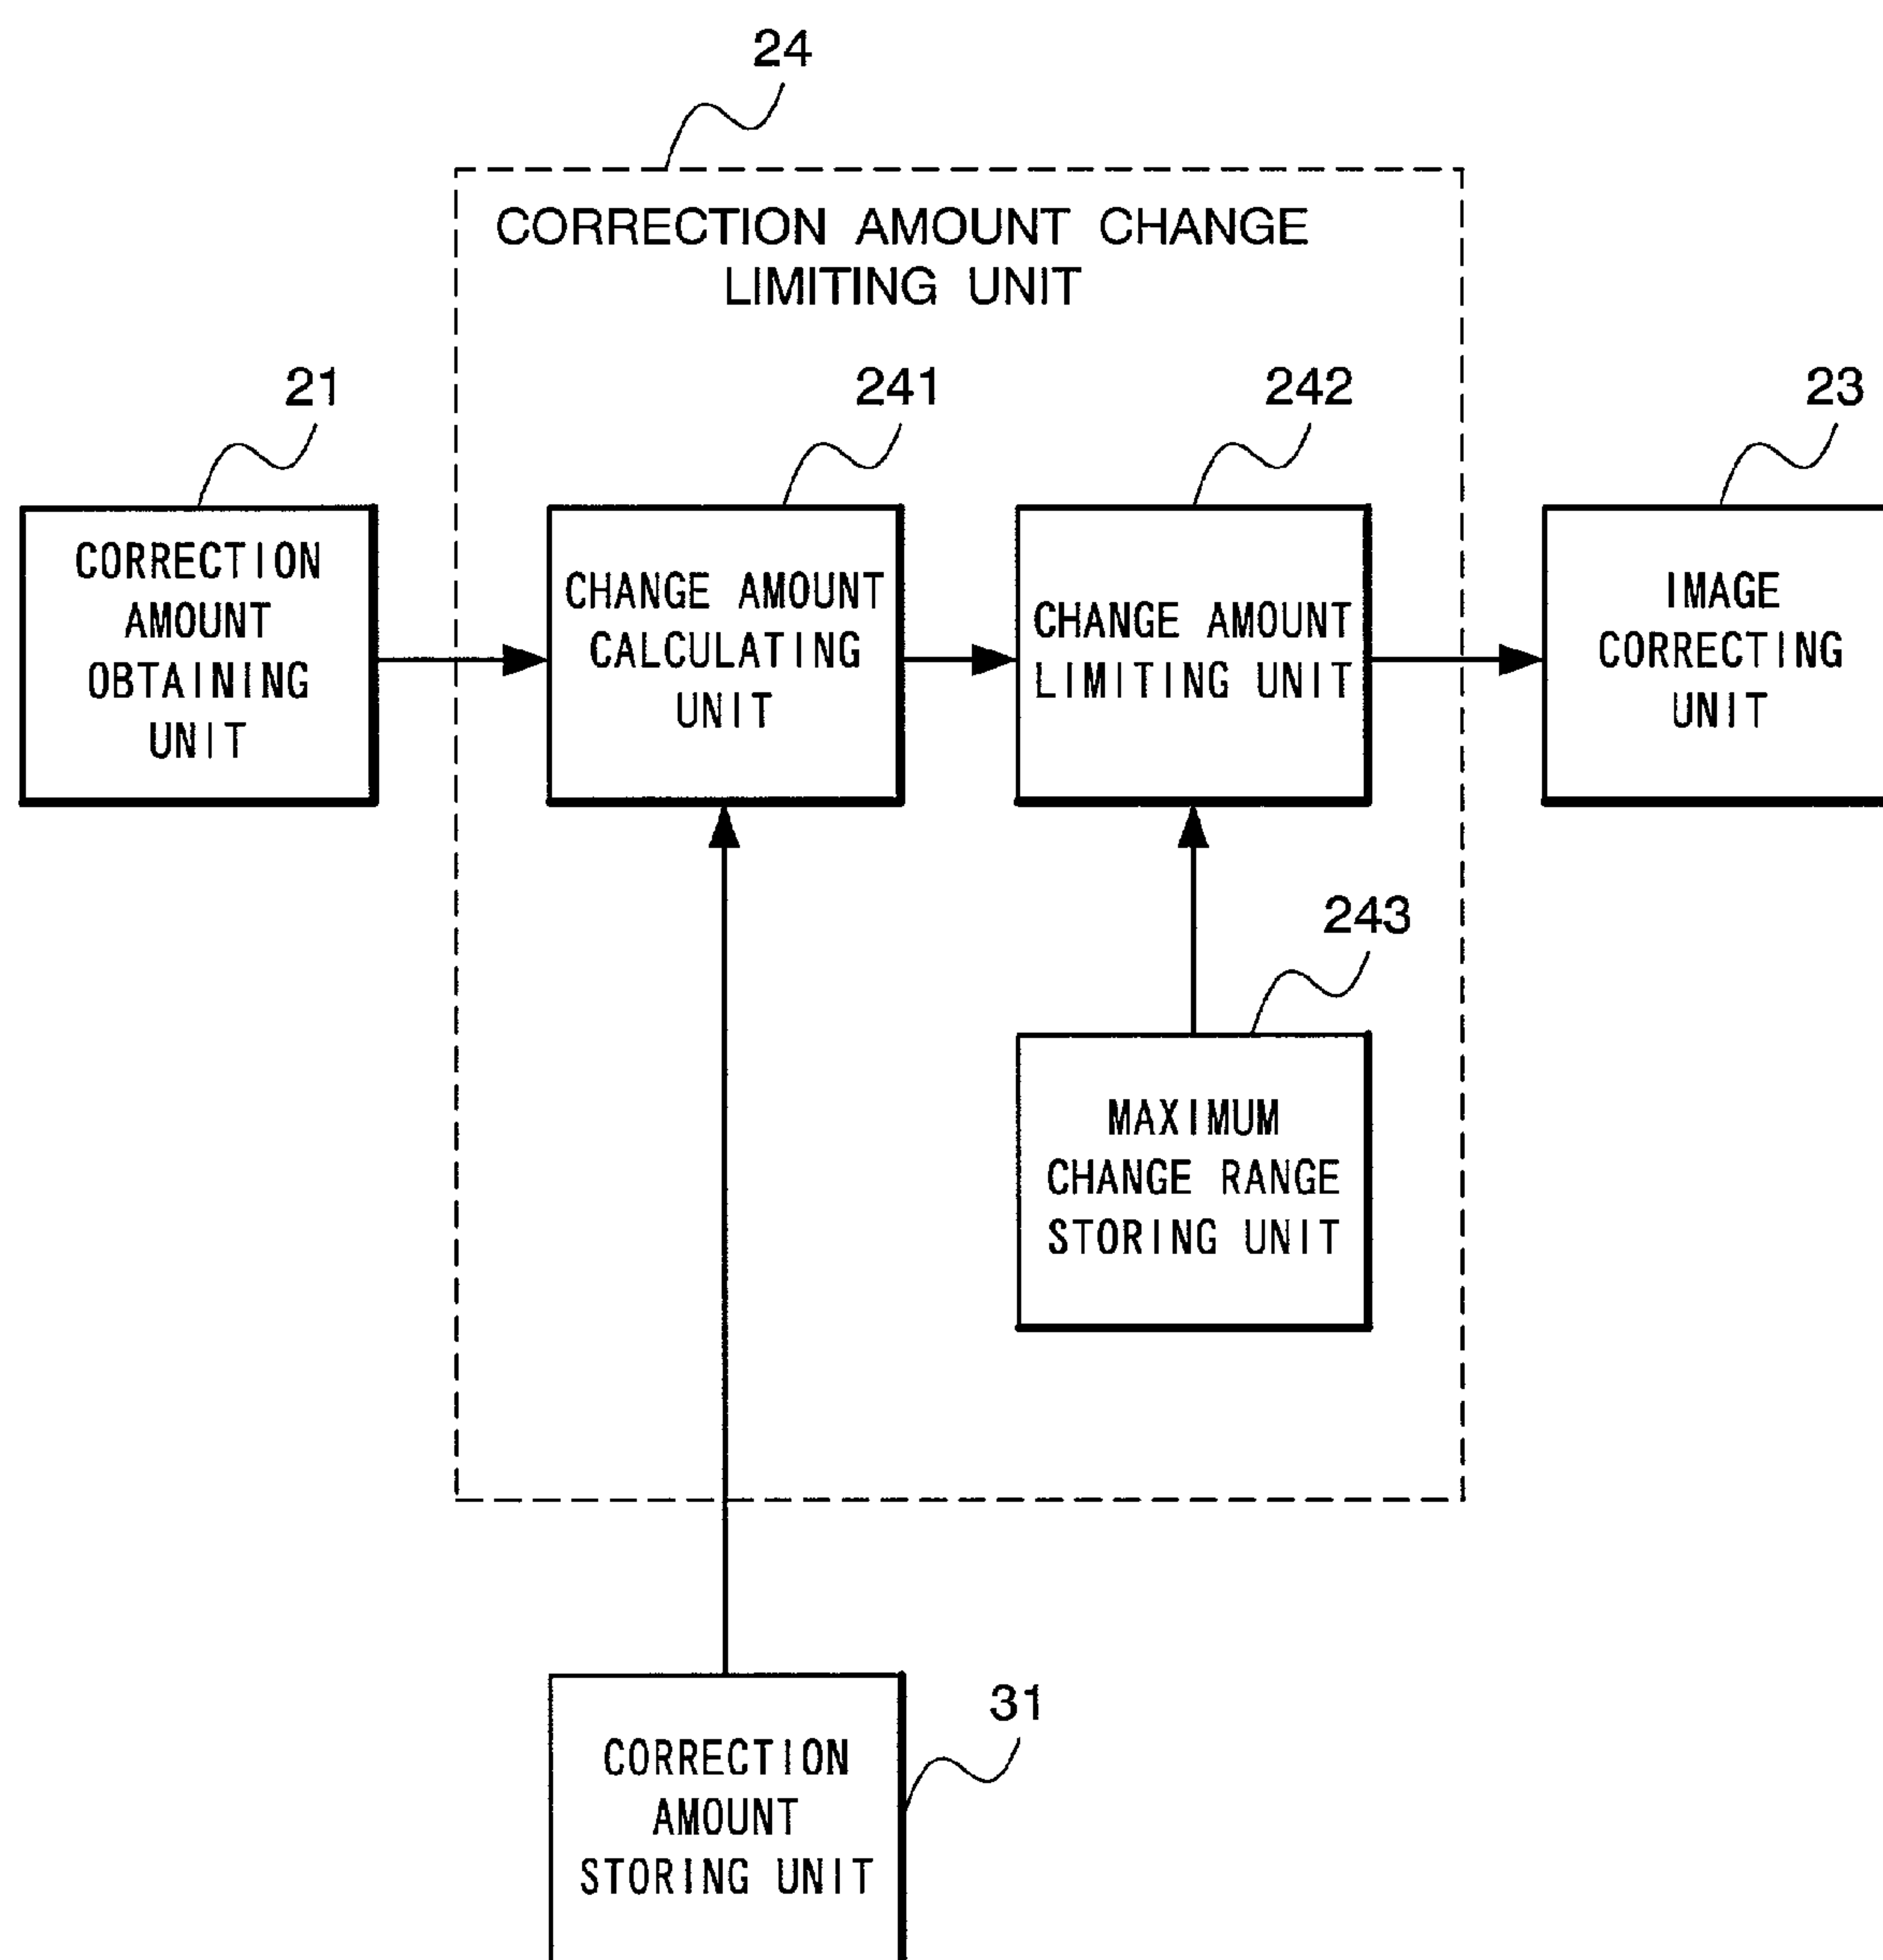 24
CORRECTION AMOUNT CHANGE
LIMITING UNIT
21
241
242
23
CORRECTION
AMOUNT
OBTAINING
UNIT
CHANGE AMOUNT
CALCULATING
UNIT
CHANGE AMOUNT
LIMITING UNIT
IMAGE
CORRECTING
UNIT
243
MAXIMUM
CHANGE RANGE
STORING UNIT
31
CORRECTION
AMOUNT
STORING UNIT